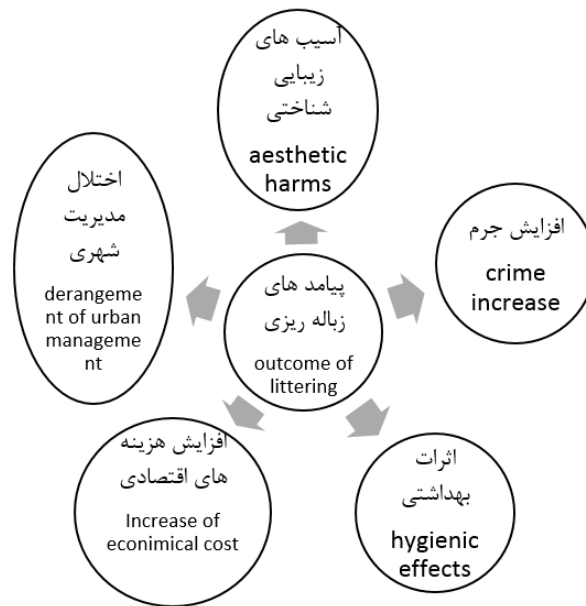 آسیب های
زیبایی
شناختی
aesthetic
harms
اختلال
مدیریت
شهری
derangeme
nt of urban
manageme
nt
افزایش جرم
crime
increase
پیامد های
زباله ریزی
outcome of
littering
افزایش هزینه
های اقتصادی
Increase of
econimical cost
اثرات
بهداشتی
hygienic
effects